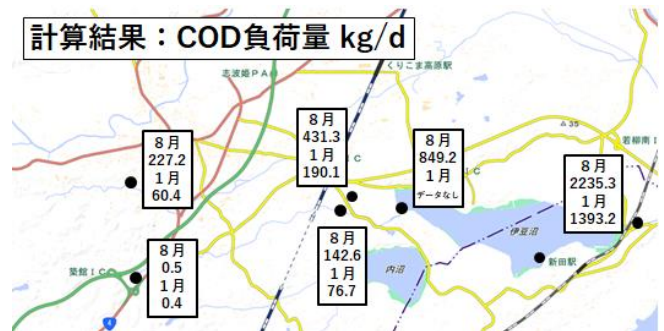 計算結果：COD負荷量 kg/d
くりこま高原駅
志波姫PA
35
若柳南I
8月
431.3
1月
190.1
I C
8月
849.2
1月
データなし
I C
8月
227.2
1月
60.4
8月
2235.3
1月
1393.2
伊豆沼
新田駅
8月
0.5
1月
0.4
築館IC
8月
142.6
1月
76.7
内沼
4